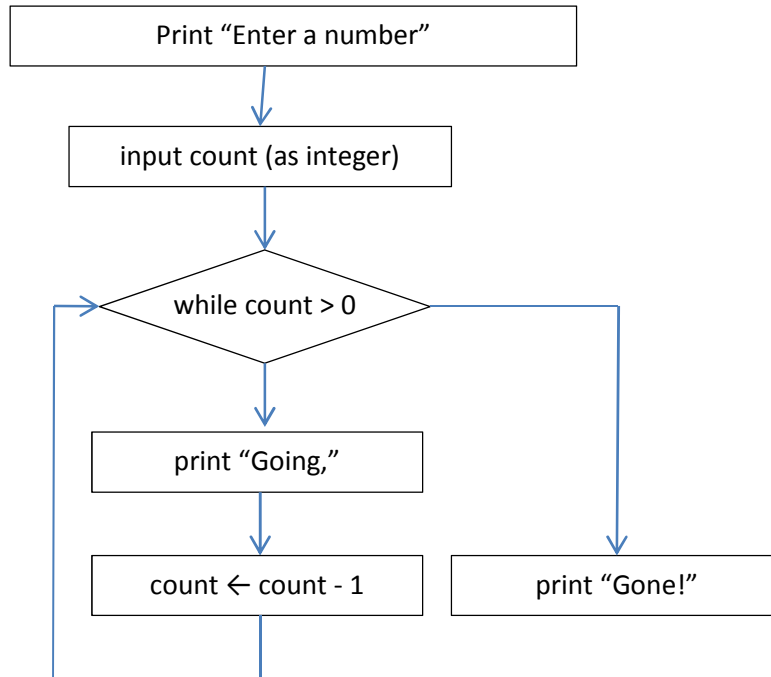 Print “Enter a number”
input count (as integer)
while count > 0
print “Going,”
count ← count - 1
print “Gone!”